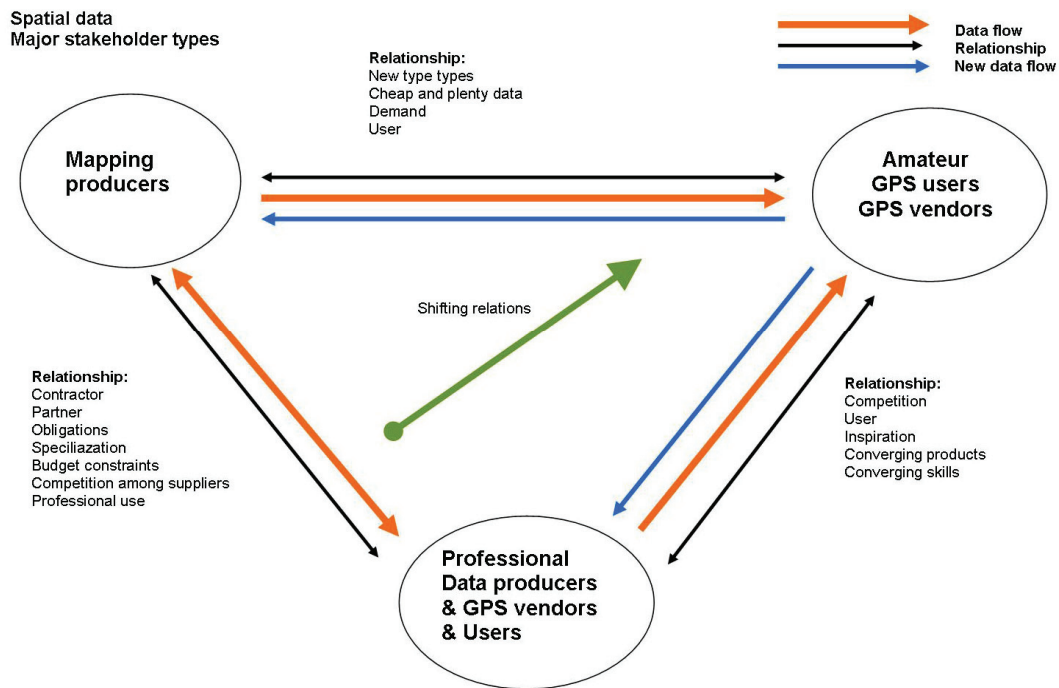 Spatial data
Major stakeholder types
Data flow
Relationship
New data flow
Relationship:
New type types
Cheap and plenty data
Demand
User
Mapping
producers
Amateur
GPS users
GPS vendors
Shifting relations
Relationship:
Contractor
Partner
Obligations
Speciliazation
Budget constraints
Competition among suppliers
Professional use
Relationship:
Competition
User
Inspiration
Converging products
Converging skills
Professional
Data producers
& GPS vendors
& Users